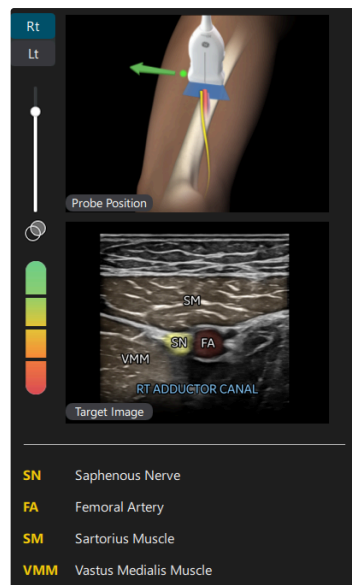 Rt
Lt
Probe Position
SM
SN FA
VMM
RT ADDUCTOR CANAL
Target Image
SN Saphenous Nerve
FA Femoral Artery
SM Sartorius Muscle
VMM Vastus Medialis Muscle